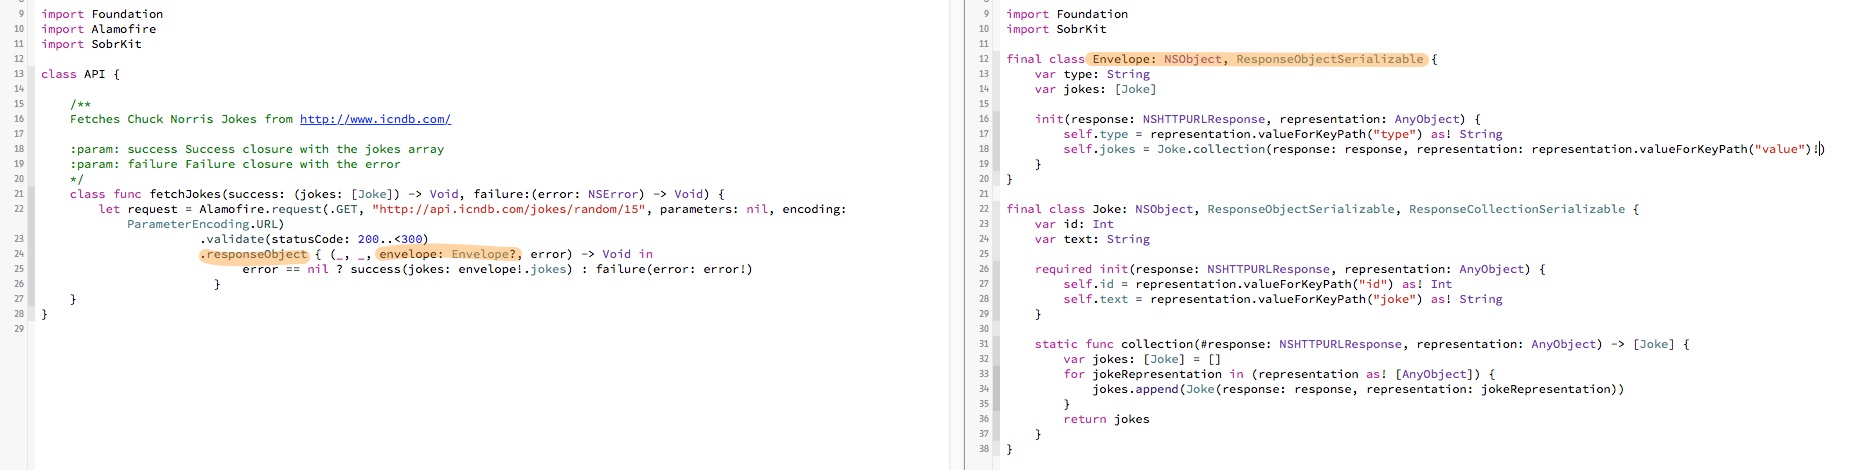 9 import Foundation
10 import Alamofire
11 import SobrKit
12
13 class API {
14
15 /**
16 Fetches Chuck Norris Jokes from http://www.icndb.com/
17
18 :param: success Success closure with the jokes array
19 :param: failure Failure closure with the error
20 */
21 class func fetchJokes(success: (jokes: [Joke]) -> Void, failure:(error: NSError) -> Void) {
22 let request = Alamofire.request(.GET, "http://api.icndb.com/jokes/random/15", parameters: nil, encoding:
ParameterEncoding.URL)
23 .validate(statusCode: 200..<300)
24 .responseObject { (_, _, envelope: Envelope?, error) -> Void in
25 error == nil ? success(jokes: envelope!.jokes) : failure(error: error!)
26 }
27 }
28 }
29
9 import Foundation
10 import SobrKit
11
12 final class Envelope: NSObject, ResponseObjectSerializable {
13 var type: String
14 var jokes: [Joke]
15
16 init(response: NSHTTPURLResponse, representation: AnyObject) {
17 self.type = representation.valueForKeyPath("type") as! String
18 self.jokes = Joke.collection(response: response, representation: representation.valueForKeyPath("value")!)
19 }
20 }
21
22 final class Joke: NSObject, ResponseObjectSerializable, ResponseCollectionSerializable {
23 var id: Int
24 var text: String
25
26 required init(response: NSHTTPURLResponse, representation: AnyObject) {
27 self.id = representation.valueForKeyPath("id") as! Int
28 self.text = representation.valueForKeyPath("joke") as! String
29 }
30
31 static func collection(#response: NSHTTPURLResponse, representation: AnyObject) -> [Joke] {
32 var jokes: [Joke] = []
33 for jokeRepresentation in (representation as! [AnyObject]) {
34 jokes.append(Joke(response: response, representation: jokeRepresentation))
35 }
36 return jokes
37 }
38 }